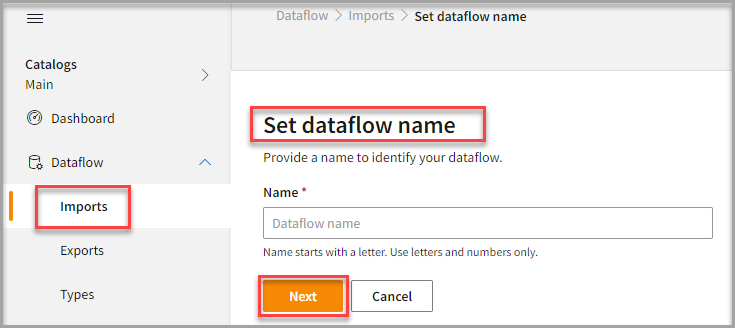 Dataflow > Imports > Set dataflow name
Catalogs
Main
Dashboard
Dataflow
Imports
Exports
Types
Set dataflow name
Provide a name to identify your dataflow.
Name *
Dataflow name
Name starts with a letter. Use letters and numbers only.
Next
Cancel